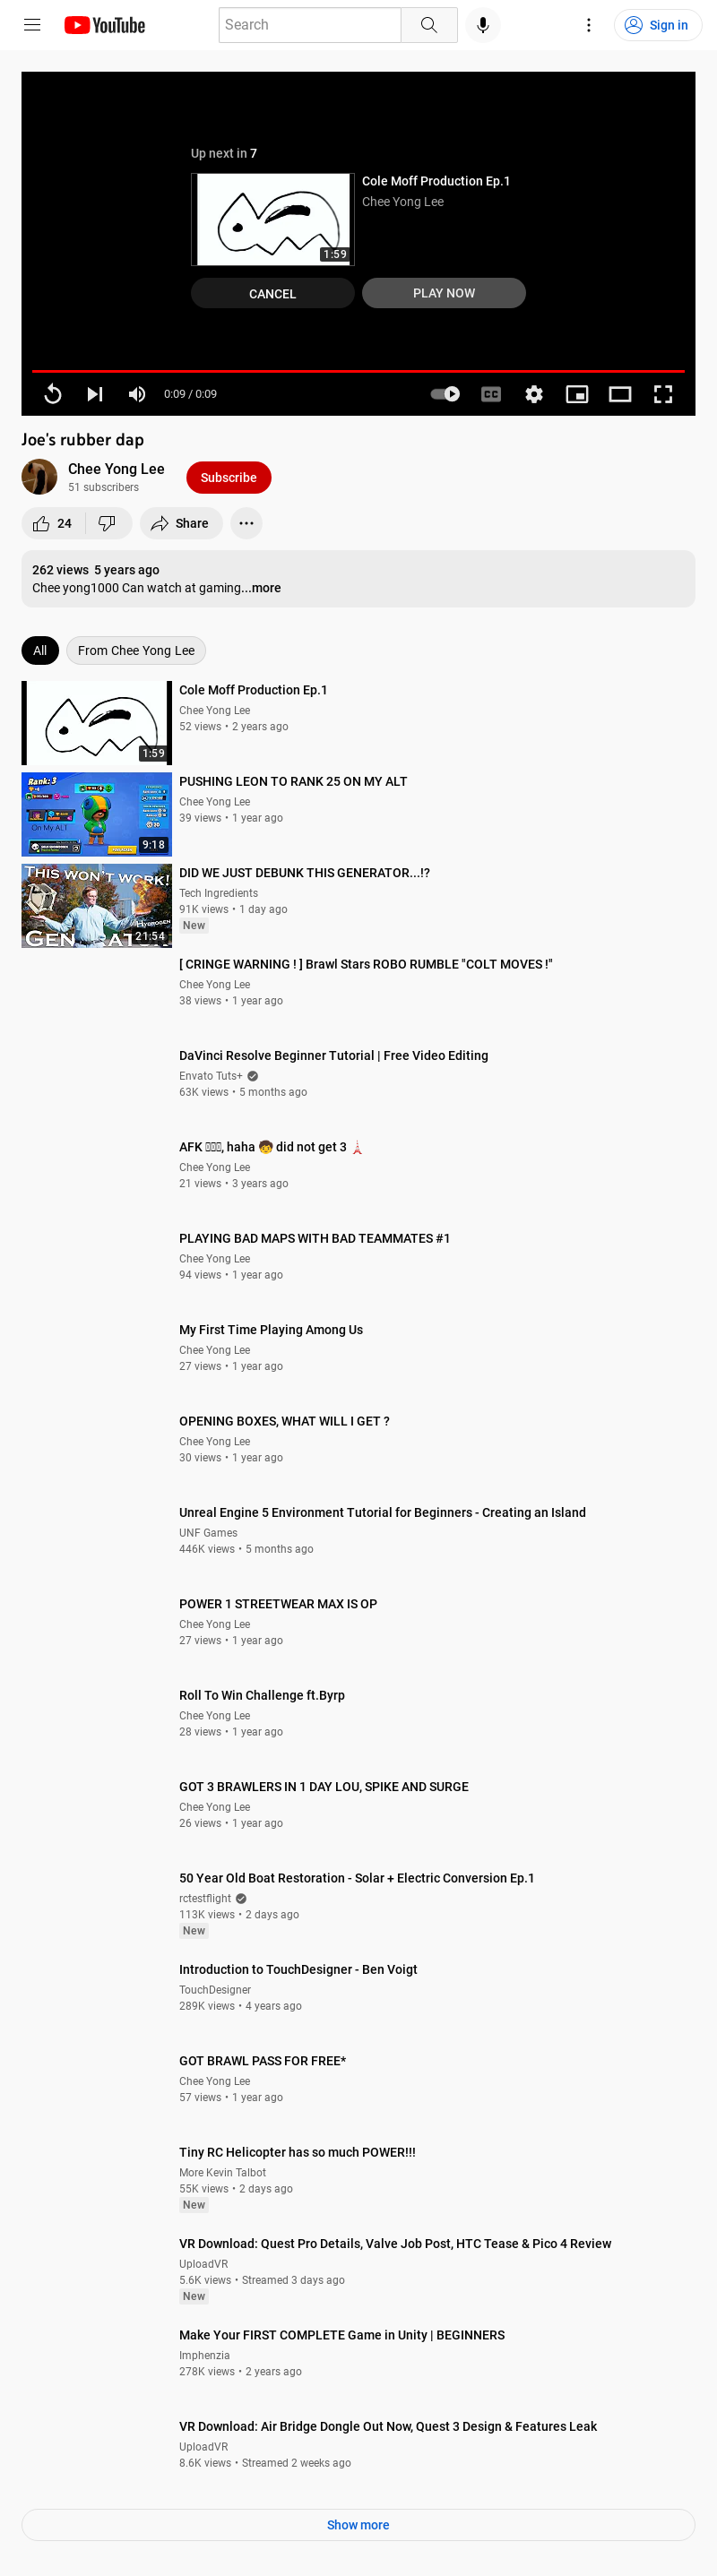 YouTube
Search
Sign in
Up next in 7
Cole Moff Production Ep.1
Chee Yong Lee
1:59
CANCEL
PLAY NOW
0:09 / 0:09
CC
Joe's rubber dap
Chee Yong Lee
51 subscribers
Subscribe
24
Share
262 views 5 years ago
Chee yong1000 Can watch at gaming...more
All
From Chee Yong Lee
Cole Moff Production Ep.1
Chee Yong Lee
52 views • 2 years ago
1:59
PUSHING LEON TO RANK 25 ON MY ALT
Chee Yong Lee
39 views • 1 year ago
Rank: 3
On My ALT
9:18
DID WE JUST DEBUNK THIS GENERATOR...!?
Tech Ingredients
91K views • 1 day ago
New
THIS WON'T WORK!
HYDROGEN
GENERATOR
21:54
[ CRINGE WARNING ! ] Brawl Stars ROBO RUMBLE "COLT MOVES !"
Chee Yong Lee
38 views • 1 year ago
DaVinci Resolve Beginner Tutorial | Free Video Editing
Envato Tuts+
63K views • 5 months ago
AFK , haha 🧒 did not get 3 🗼
Chee Yong Lee
21 views • 3 years ago
PLAYING BAD MAPS WITH BAD TEAMMATES #1
Chee Yong Lee
94 views • 1 year ago
My First Time Playing Among Us
Chee Yong Lee
27 views • 1 year ago
OPENING BOXES, WHAT WILL I GET ?
Chee Yong Lee
30 views • 1 year ago
Unreal Engine 5 Environment Tutorial for Beginners - Creating an Island
UNF Games
446K views • 5 months ago
POWER 1 STREETWEAR MAX IS OP
Chee Yong Lee
27 views • 1 year ago
Roll To Win Challenge ft.Byrp
Chee Yong Lee
28 views • 1 year ago
GOT 3 BRAWLERS IN 1 DAY LOU, SPIKE AND SURGE
Chee Yong Lee
26 views • 1 year ago
50 Year Old Boat Restoration - Solar + Electric Conversion Ep.1
rctestflight
113K views • 2 days ago
New
Introduction to TouchDesigner - Ben Voigt
TouchDesigner
289K views • 4 years ago
GOT BRAWL PASS FOR FREE*
Chee Yong Lee
57 views • 1 year ago
Tiny RC Helicopter has so much POWER!!!
More Kevin Talbot
55K views • 2 days ago
New
VR Download: Quest Pro Details, Valve Job Post, HTC Tease & Pico 4 Review
UploadVR
5.6K views • Streamed 3 days ago
New
Make Your FIRST COMPLETE Game in Unity | BEGINNERS
Imphenzia
278K views • 2 years ago
VR Download: Air Bridge Dongle Out Now, Quest 3 Design & Features Leak
UploadVR
8.6K views • Streamed 2 weeks ago
Show more